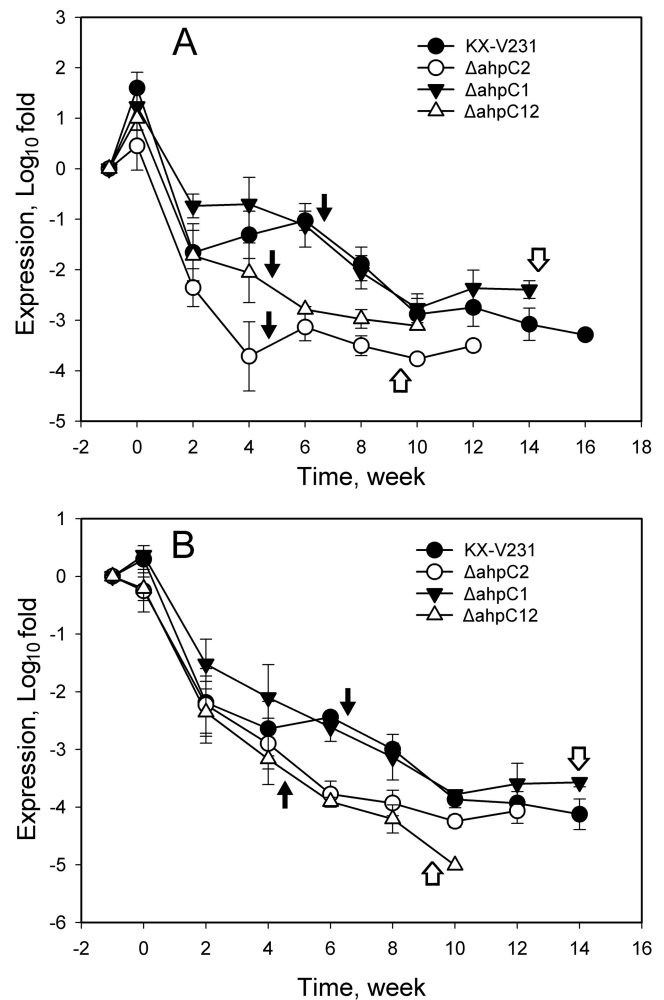 A
KX-V231
ΔahpC2
ΔahpC1
ΔahpC12
3
2
1
0
-1
-2
-3
-4
-5
Expression, Log10 fold
-2 0 2 4 6 8 10 12 14 16 18
Time, week
B
KX-V231
ΔahpC2
ΔahpC1
ΔahpC12
1
0
-1
-2
-3
-4
-5
-6
Expression, Log10 fold
-2 0 2 4 6 8 10 12 14 16
Time, week